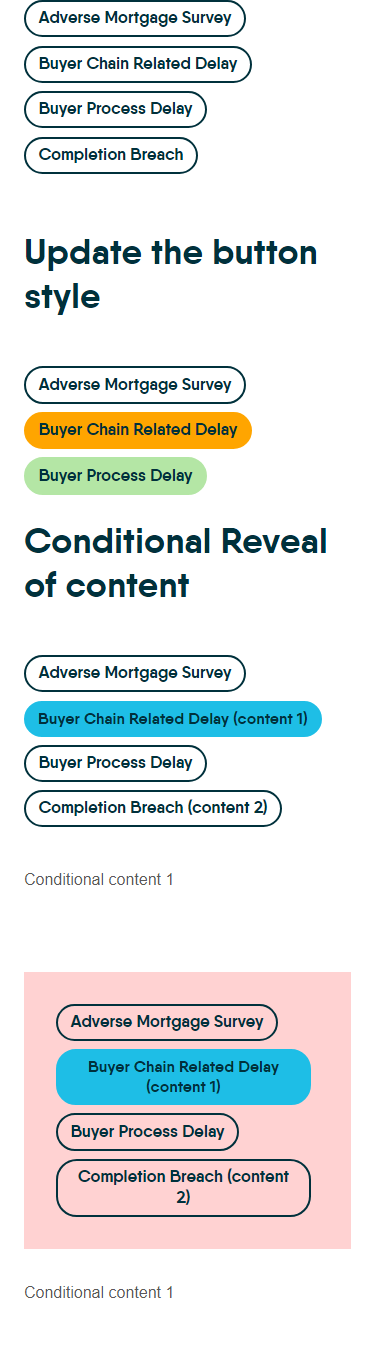 Adverse Mortgage Survey
Buyer Chain Related Delay
Buyer Process Delay
Completion Breach
Update the button
style
Adverse Mortgage Survey
Buyer Chain Related Delay
Buyer Process Delay
Conditional Reveal
of content
Adverse Mortgage Survey
Buyer Chain Related Delay (content 1)
Buyer Process Delay
Completion Breach (content 2)
Conditional content 1
Adverse Mortgage Survey
Buyer Chain Related Delay
(content 1)
Buyer Process Delay
Completion Breach (content
2)
Conditional content 1